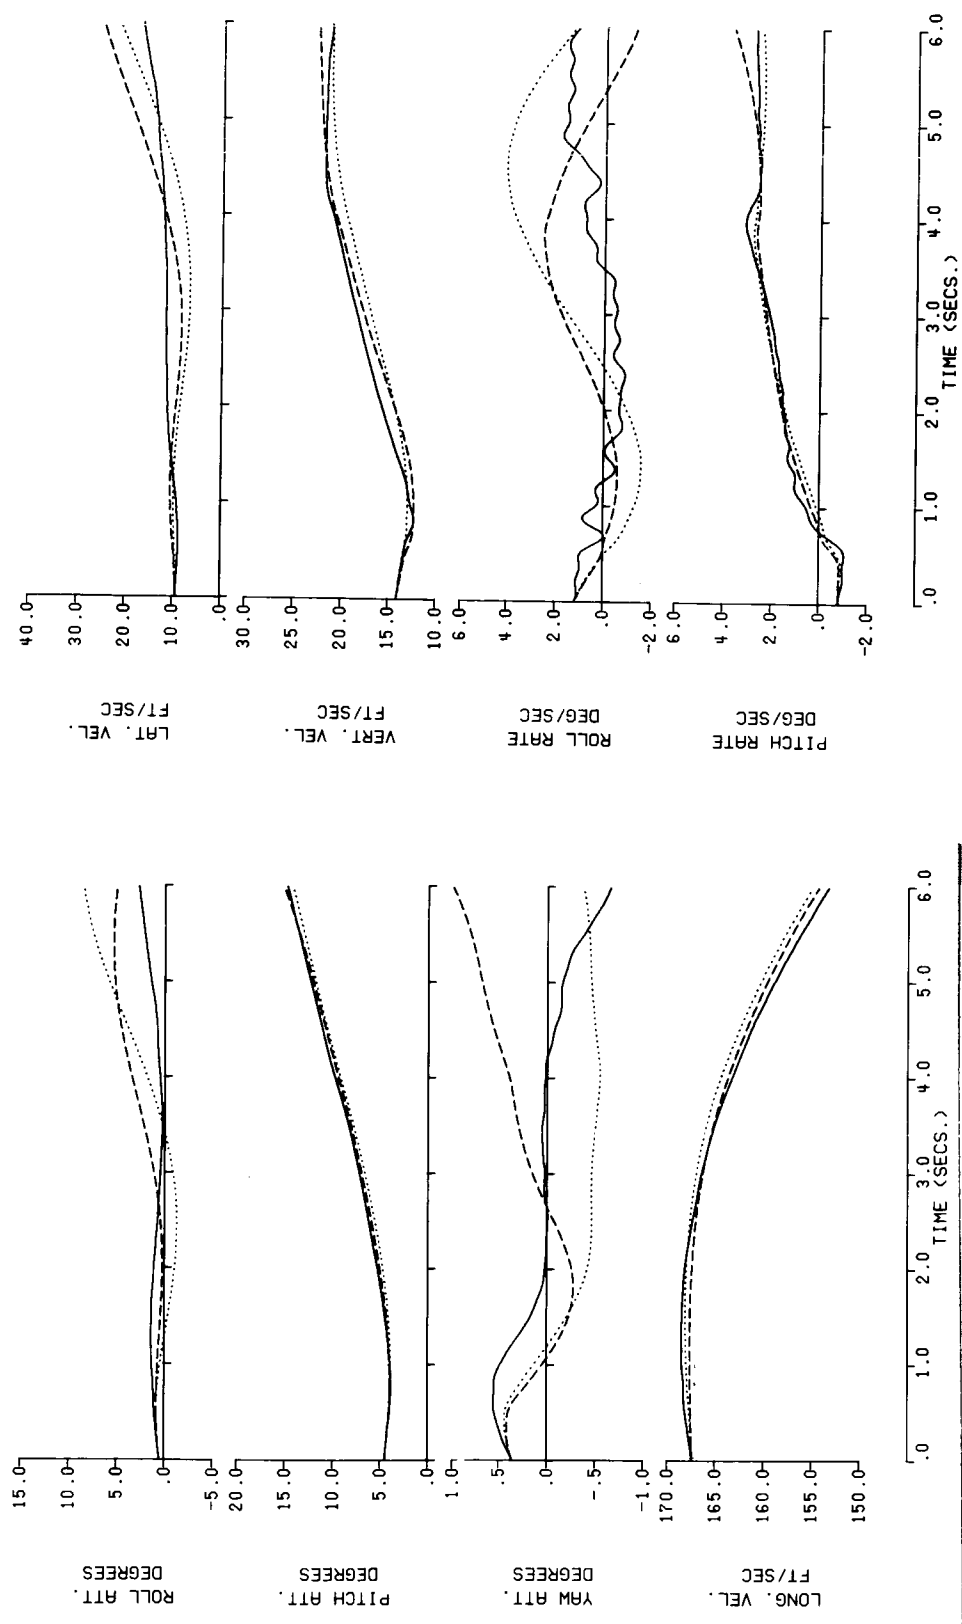 40.0
30.0
20.0
10.0
.0
LAT. VEL.
FT/SEC
30.0
25.0
20.0
15.0
10.0
VERT. VEL.
FT/SEC
6.0
4.0
2.0
.0
-2.0
ROLL RATE
DEG/SEC
6.0
4.0
2.0
.0
-2.0
PITCH RATE
DEG/SEC
.0 1.0 2.0 3.0 4.0 5.0 6.0
TIME (SECS.)
15.0
10.0
5.0
.0
-5.0
ROLL ATT.
DEGREES
20.0
15.0
10.0
5.0
.0
PITCH ATT.
DEGREES
1.0
.5
.0
-.5
-1.0
YAW ATT.
DEGREES
170.0
165.0
160.0
155.0
150.0
LONG. VEL.
FT/SEC
.0 1.0 2.0 3.0 4.0 5.0 6.0
TIME (SECS.)